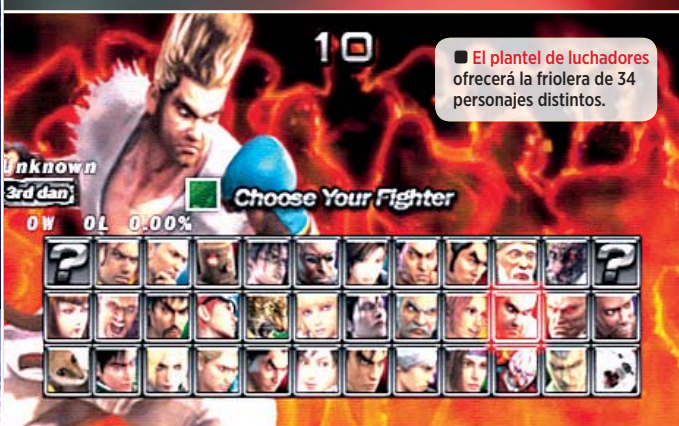 10
■ El plantel de luchadores
ofrecerá la friolera de 34
personajes distintos.
Unknown
3rd dan
Choose Your Fighter
0W 0L 0.00%
?
?